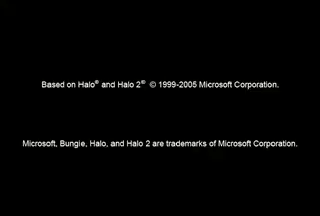 Based on Halo® and Halo 2® © 1999-2005 Microsoft Corporation.
Microsoft, Bungie, Halo, and Halo 2 are trademarks of Microsoft Corporation.